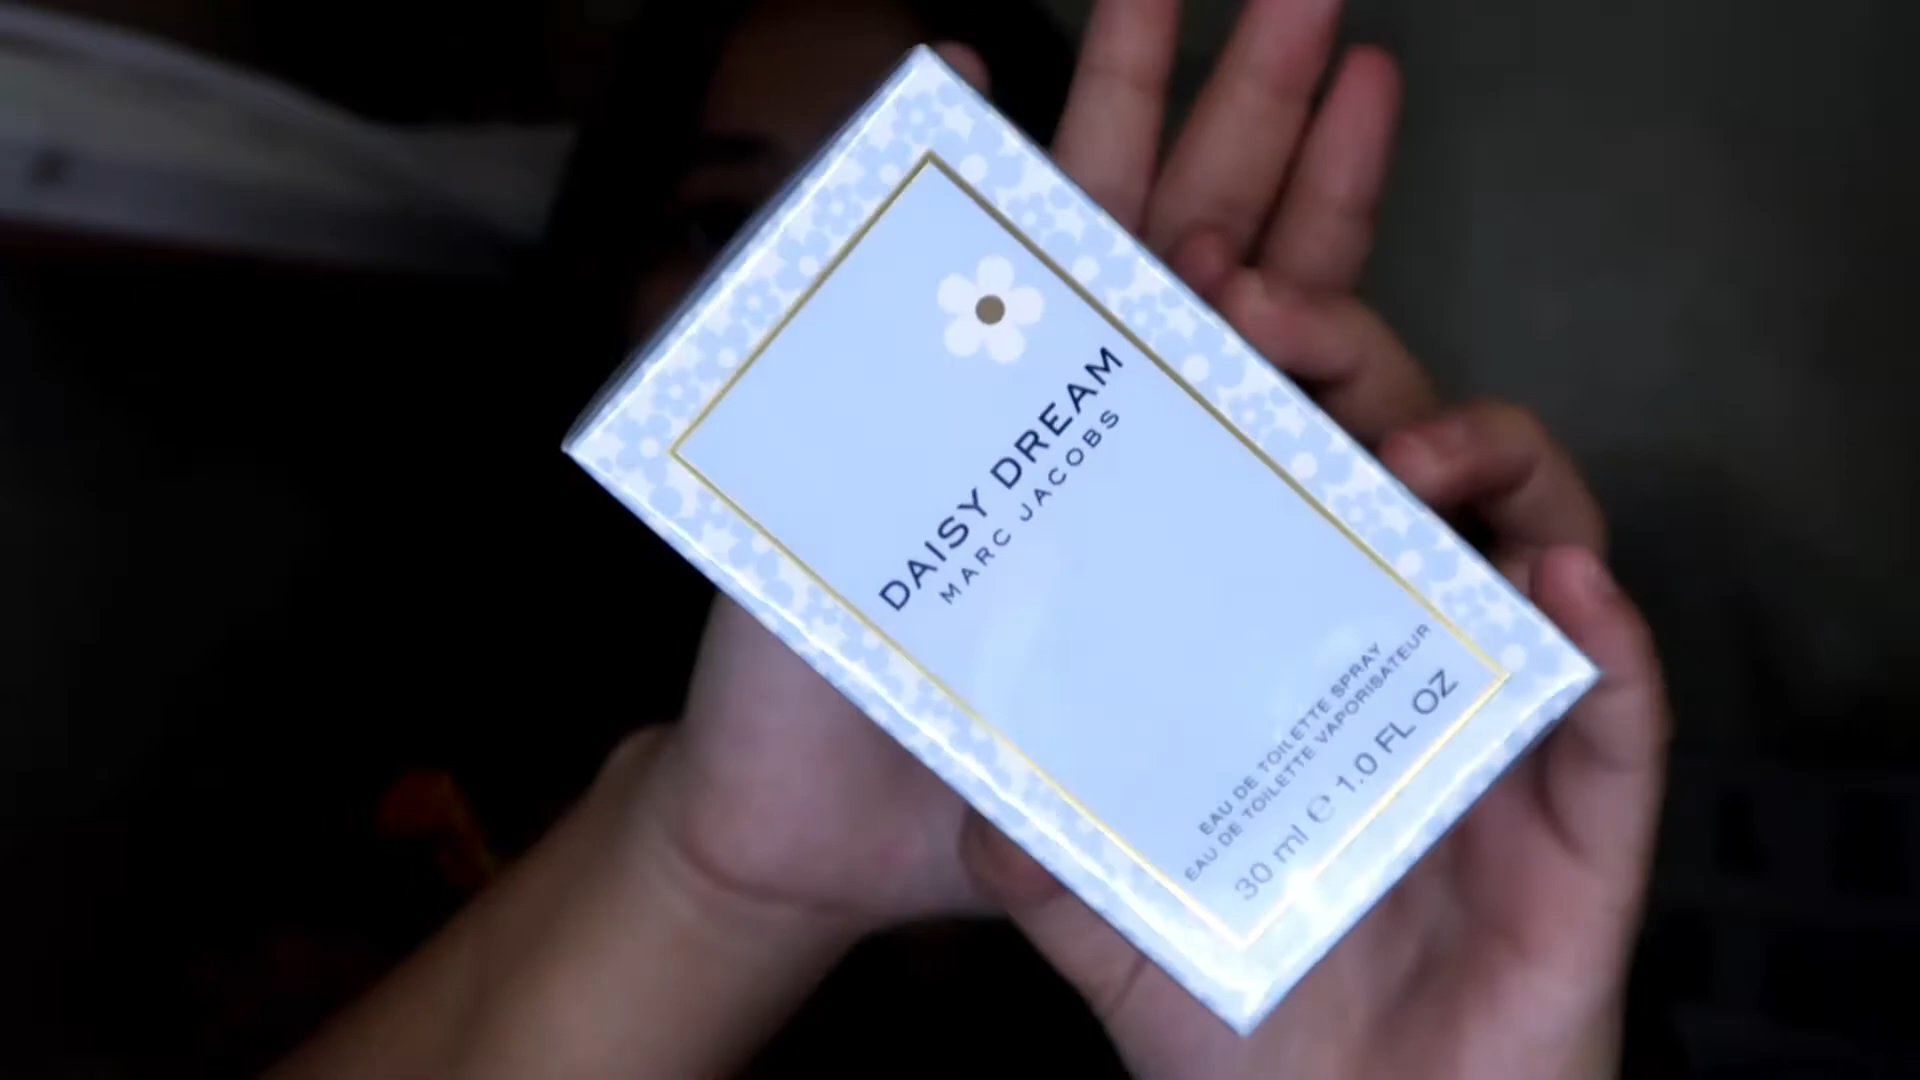 DAISY DREAM
MARC JACOBS
EAU DE TOILETTE SPRAY
EAU DE TOILETTE VAPORISATEUR
30 ml ℮ 1.0 FL OZ